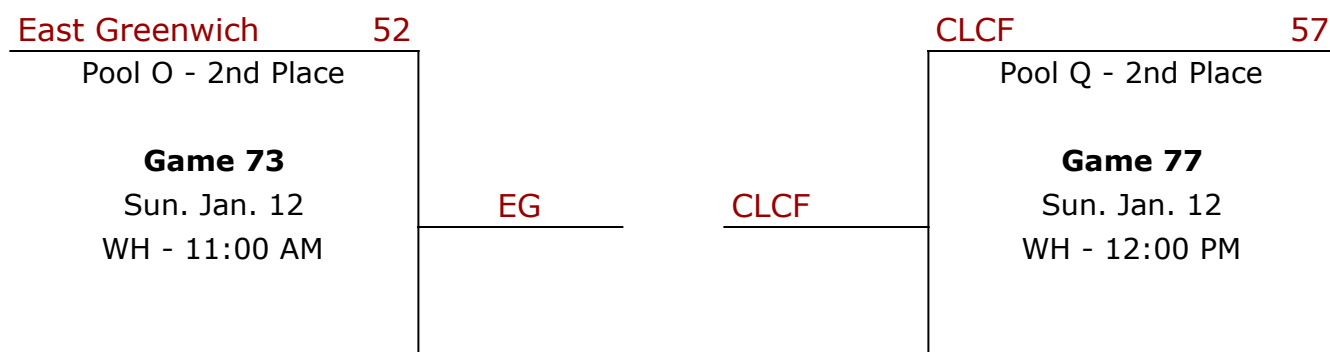 East Greenwich 52
Pool O - 2nd Place
Game 73
Sun. Jan. 12
WH - 11:00 AM
EG
CLCF
CLCF 57
Pool Q - 2nd Place
Game 77
Sun. Jan. 12
WH - 12:00 PM